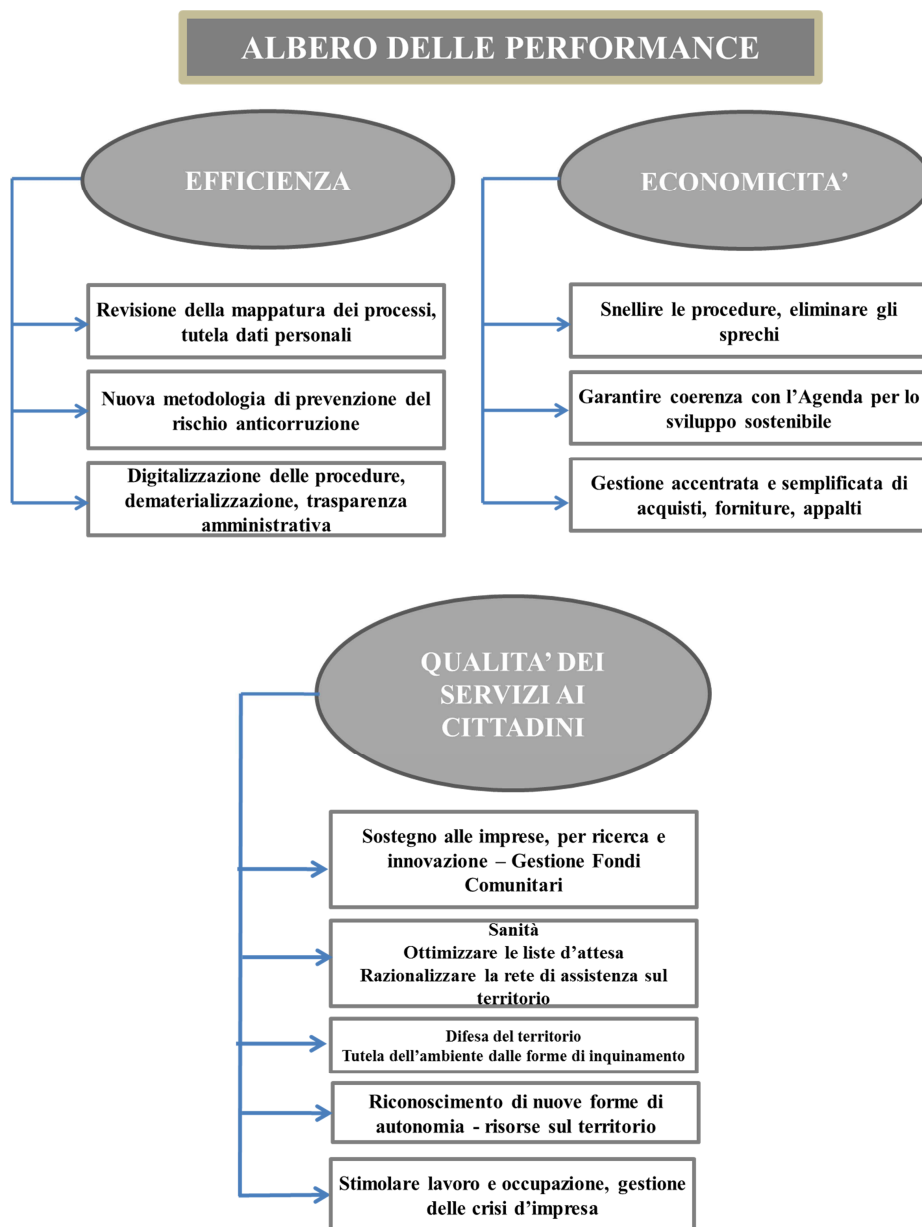 ALBERO DELLE PERFORMANCE
EFFICIENZA
Revisione della mappatura dei processi,
tutela dati personali
Nuova metodologia di prevenzione del
rischio anticorruzione
Digitalizzazione delle procedure,
dematerializzazione, trasparenza
amministrativa
ECONOMICITA’
Snellire le procedure, eliminare gli
sprechi
Garantire coerenza con l’Agenda per lo
sviluppo sostenibile
Gestione accentrata e semplificata di
acquisti, forniture, appalti
QUALITA’ DEI
SERVIZI AI
CITTADINI
Sostegno alle imprese, per ricerca e
innovazione – Gestione Fondi
Comunitari
Sanità
Ottimizzare le liste d’attesa
Razionalizzare la rete di assistenza sul
territorio
Difesa del territorio
Tutela dell’ambiente dalle forme di inquinamento
Riconoscimento di nuove forme di
autonomia - risorse sul territorio
Stimolare lavoro e occupazione, gestione
delle crisi d’impresa